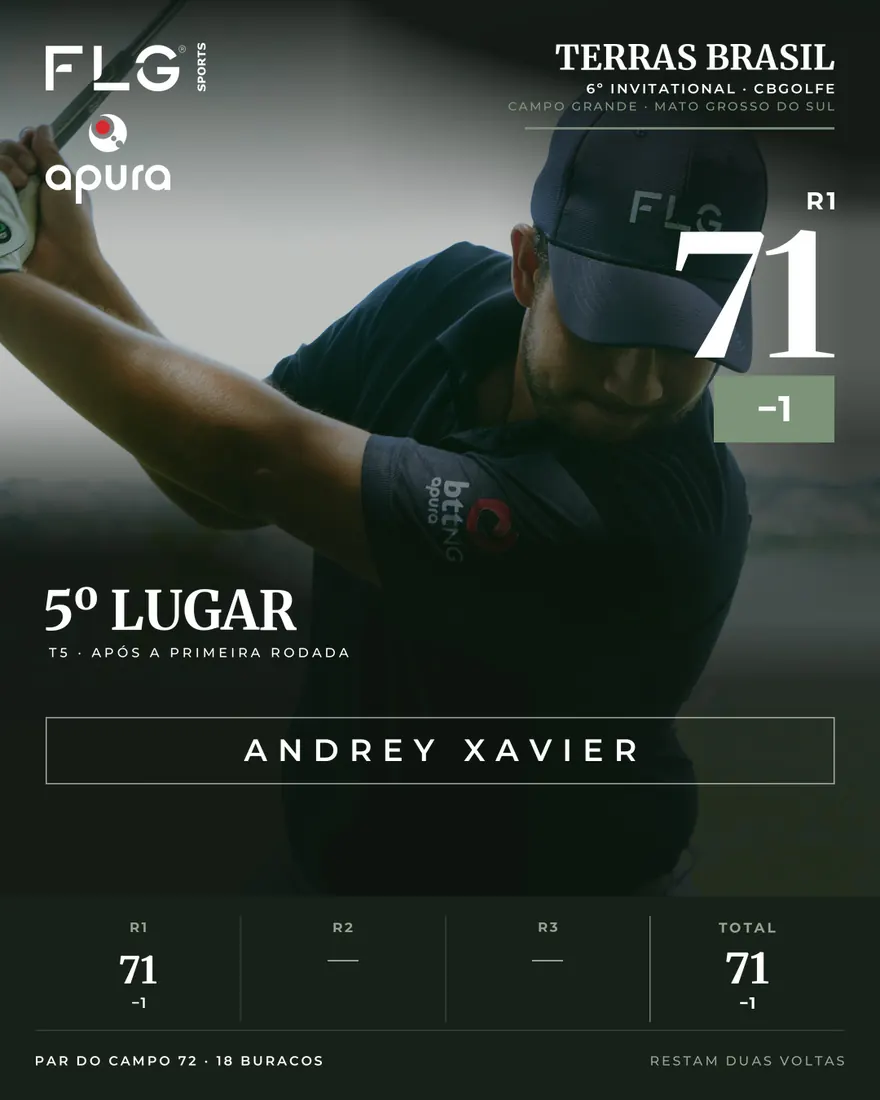 FLG® SPORTS
apura
TERRAS BRASIL
6º INVITATIONAL · CBGOLFE
CAMPO GRANDE · MATO GROSSO DO SUL
R1
FLG
71
−1
bttNG
apura
5º LUGAR
T5 · APÓS A PRIMEIRA RODADA
ANDREY XAVIER
R1
R2
R3
TOTAL
71
—
—
71
−1
−1
PAR DO CAMPO 72 · 18 BURACOS
RESTAM DUAS VOLTAS